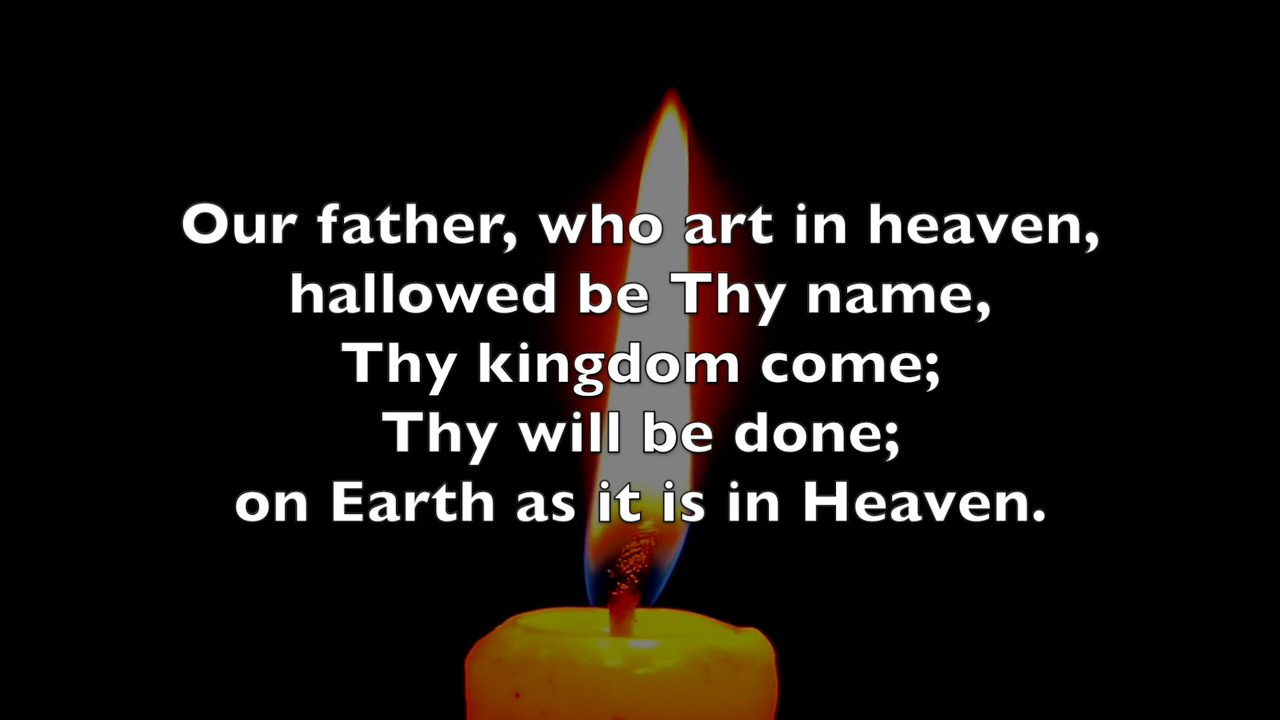 Our father, who art in heaven,
hallowed be Thy name,
Thy kingdom come;
Thy will be done;
on Earth as it is in Heaven.